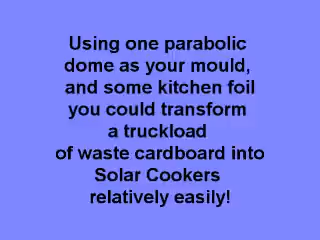 Using one parabolic
dome as your mould,
and some kitchen foil
you could transform
a truckload
of waste cardboard into
Solar Cookers
relatively easily!